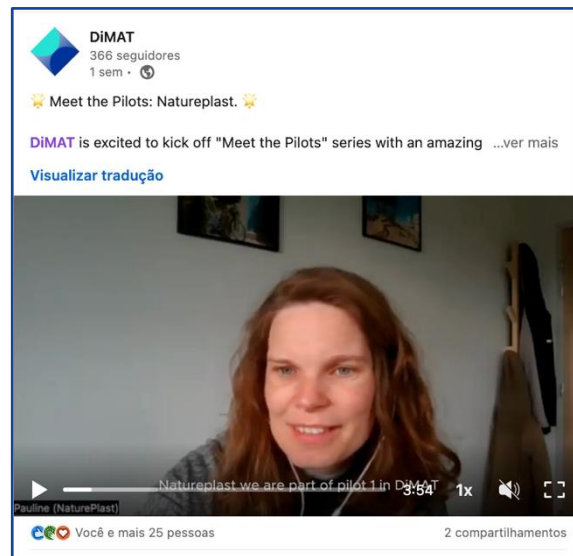 DiMAT
366 seguidores
1 sem •
Meet the Pilots: Natureplast.
DiMAT is excited to kick off "Meet the Pilots" series with an amazing ...ver mais
Visualizar tradução
Natureplast we are part of pilot 1 in DiMAT
3:54 1x
Pauline (NaturePlast)
Você e mais 25 pessoas
2 compartilhamentos